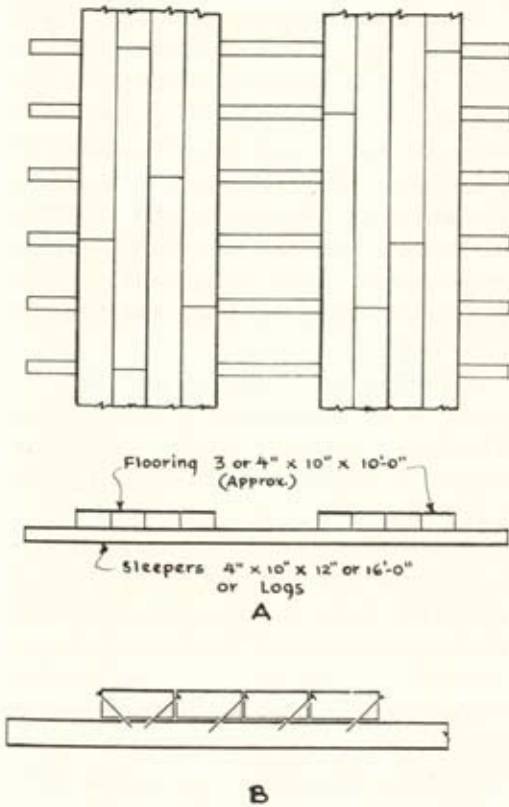 Flooring 3 or 4" x 10" x 10'-0"
(Approx.)
Sleepers 4" x 10" x 12" or 16'-0"
or Logs
A
B